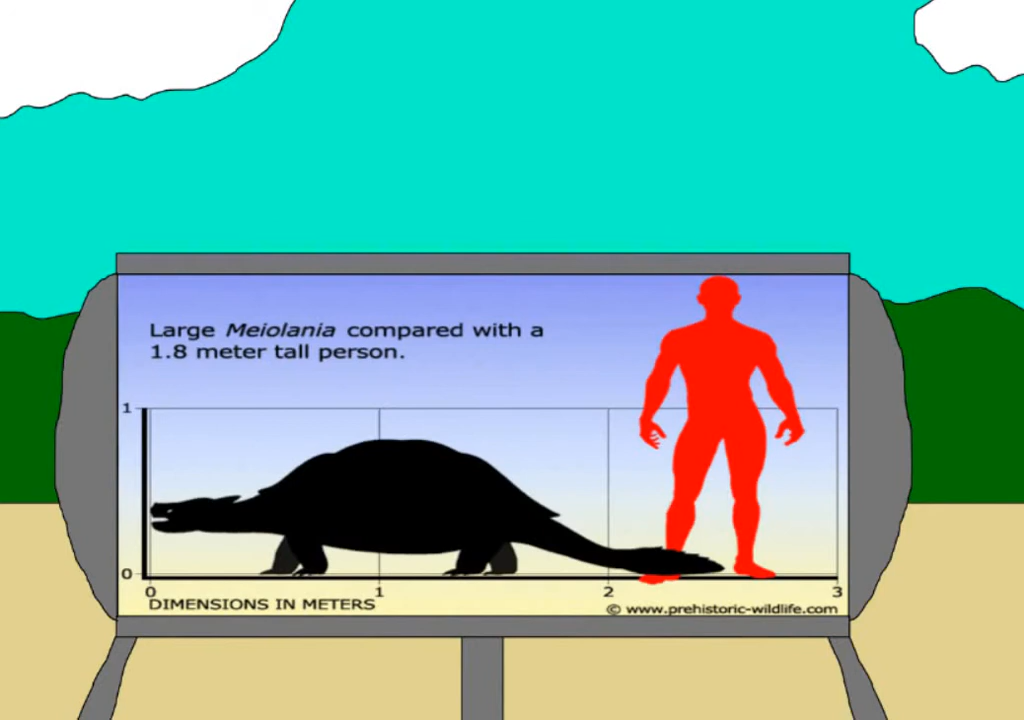 Large Meiolania compared with a
1.8 meter tall person.
1
0
0 1 2 3
DIMENSIONS IN METERS
© www.prehistoric-wildlife.com